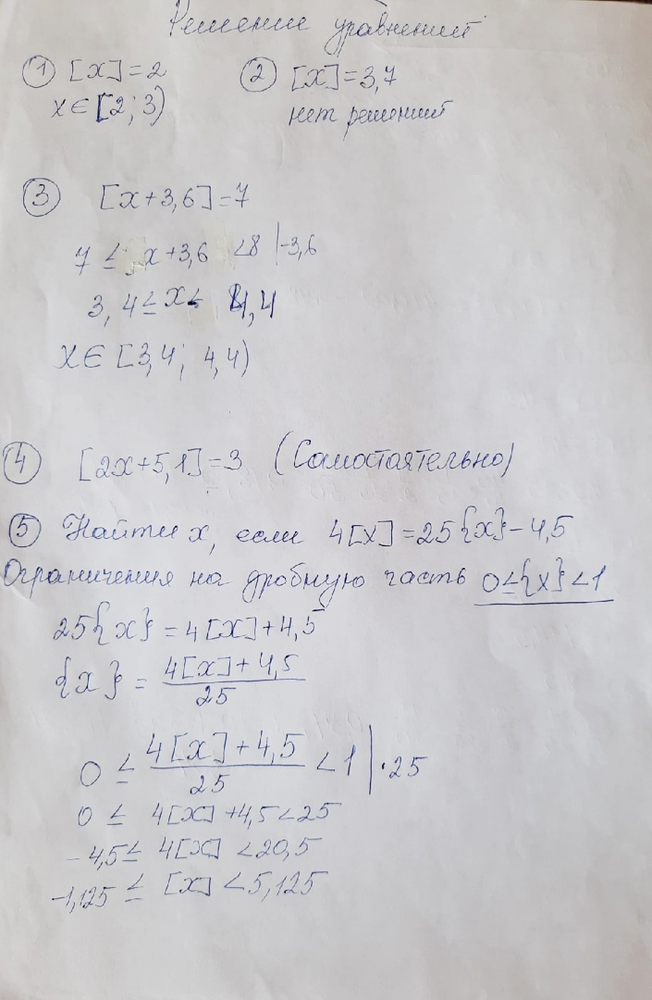 Решение уравнений
① [x]=2 ② [x]=3,7
x∈[2; 3) нет решений
③ [x+3,6]=7
7 ≤ x+3,6 <8 |-3,6
3,4≤x< 4,4
x∈[3,4; 4,4)
④ [2x+5,1]=3 (Самостоятельно)
⑤ Найти x, если 4[x]=25{x}-4,5
Ограничения на дробную часть 0≤{x}<1
25{x}=4[x]+4,5
{x} = (4[x]+4,5)/25
0 ≤ (4[x]+4,5)/25 <1 |·25
0 ≤ 4[x]+4,5<25
-4,5≤ 4[x] <20,5
-1,125 ≤ [x] <5,125